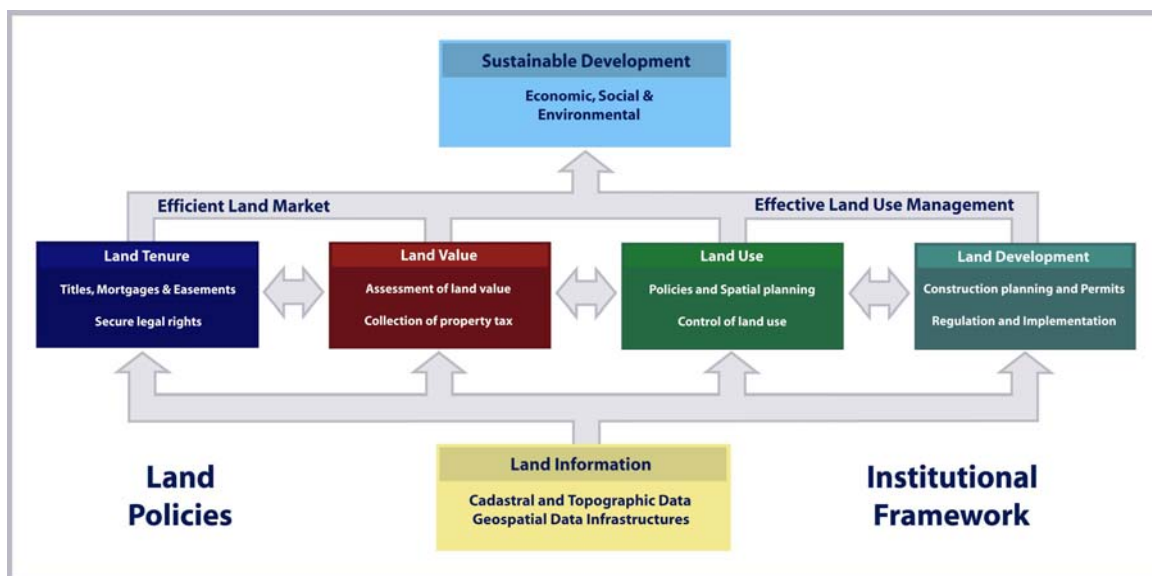 Sustainable Development
Economic, Social &
Environmental
Efficient Land Market
Effective Land Use Management
Land Tenure
Titles, Mortgages & Easements
Secure legal rights
Land Value
Assessment of land value
Collection of property tax
Land Use
Policies and Spatial planning
Control of land use
Land Development
Construction planning and Permits
Regulation and Implementation
Land
Policies
Land Information
Cadastral and Topographic Data
Geospatial Data Infrastructures
Institutional
Framework